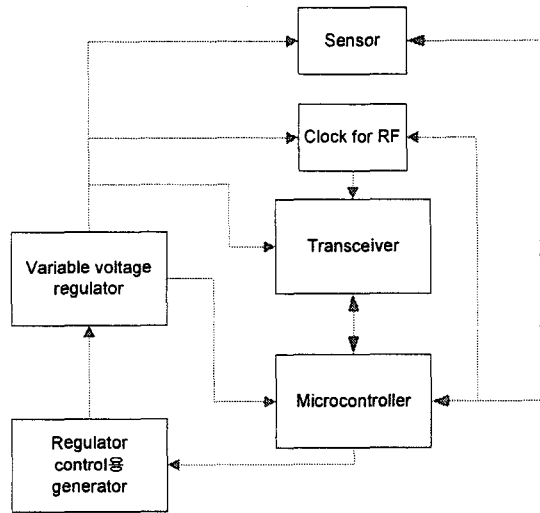 Sensor
Clock for RF
Transceiver
Variable voltage
regulator
Microcontroller
Regulator
control용
generator